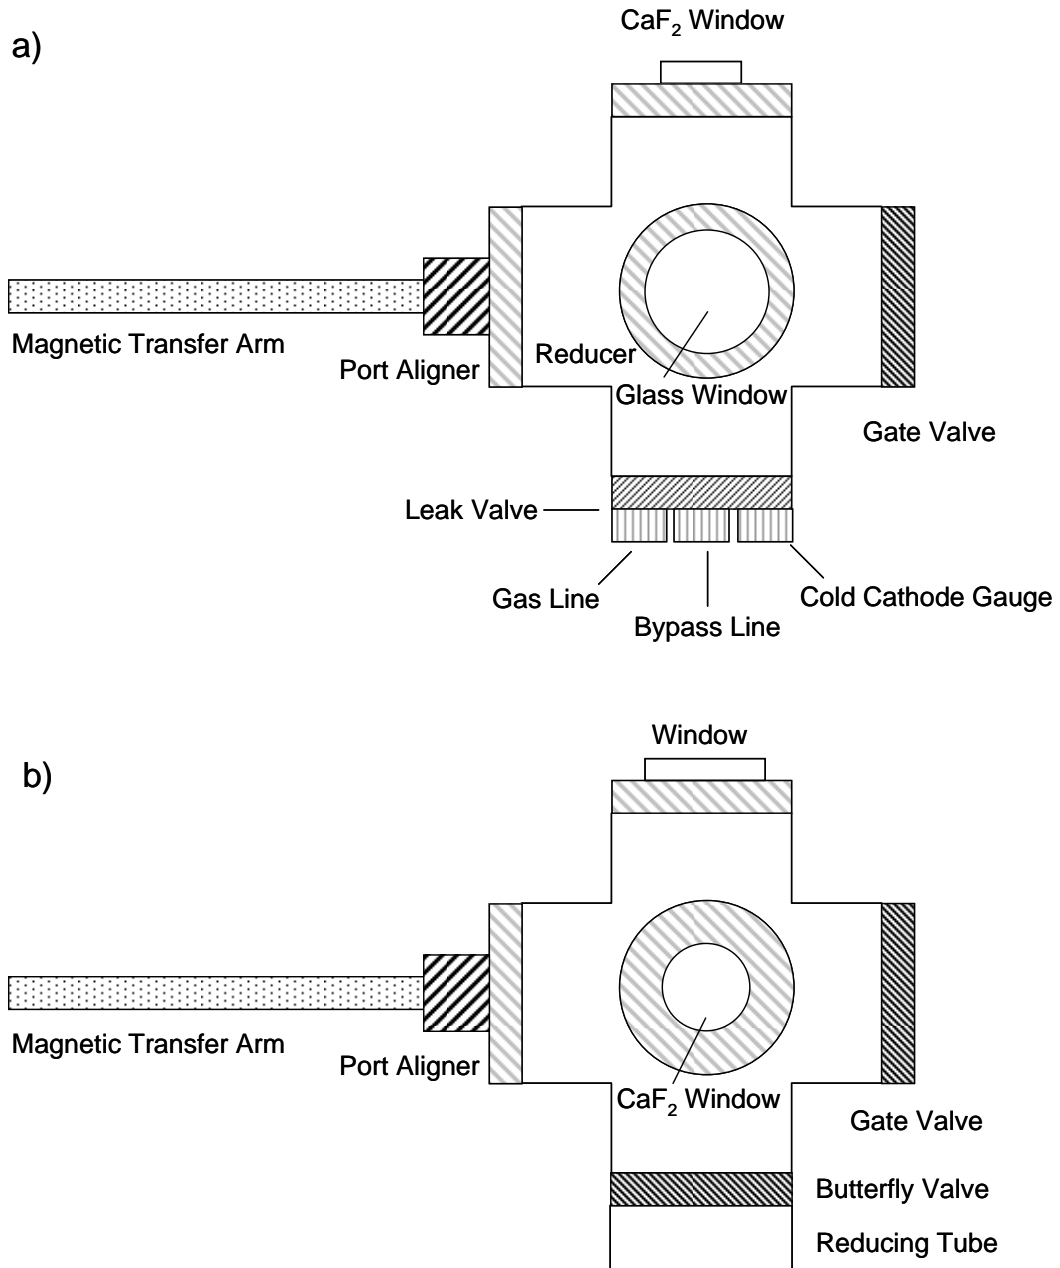 a)
CaF₂ Window
Magnetic Transfer Arm
Port Aligner
Reducer
Glass Window
Gate Valve
Leak Valve
Gas Line
Bypass Line
Cold Cathode Gauge
b)
Window
Magnetic Transfer Arm
Port Aligner
CaF₂ Window
Gate Valve
Butterfly Valve
Reducing Tube